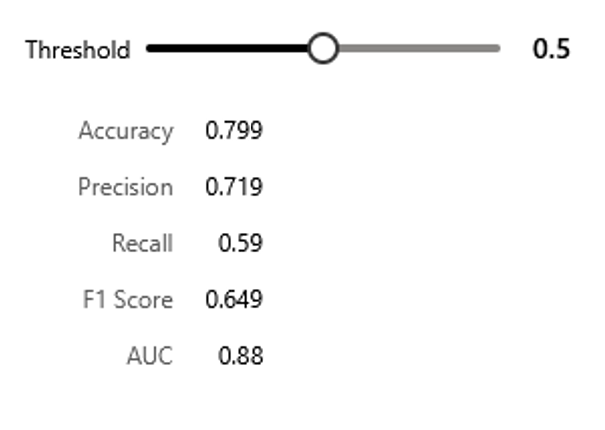 Threshold 0.5
Accuracy 0.799
Precision 0.719
Recall 0.59
F1 Score 0.649
AUC 0.88